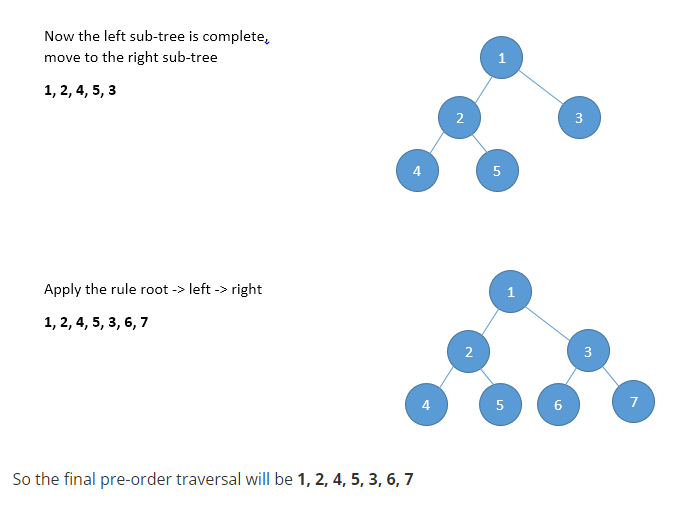 Now the left sub-tree is complete,
move to the right sub-tree
1, 2, 4, 5, 3
1
2
3
4
5
Apply the rule root -> left -> right
1, 2, 4, 5, 3, 6, 7
1
2
3
4
5
6
7
So the final pre-order traversal will be 1, 2, 4, 5, 3, 6, 7